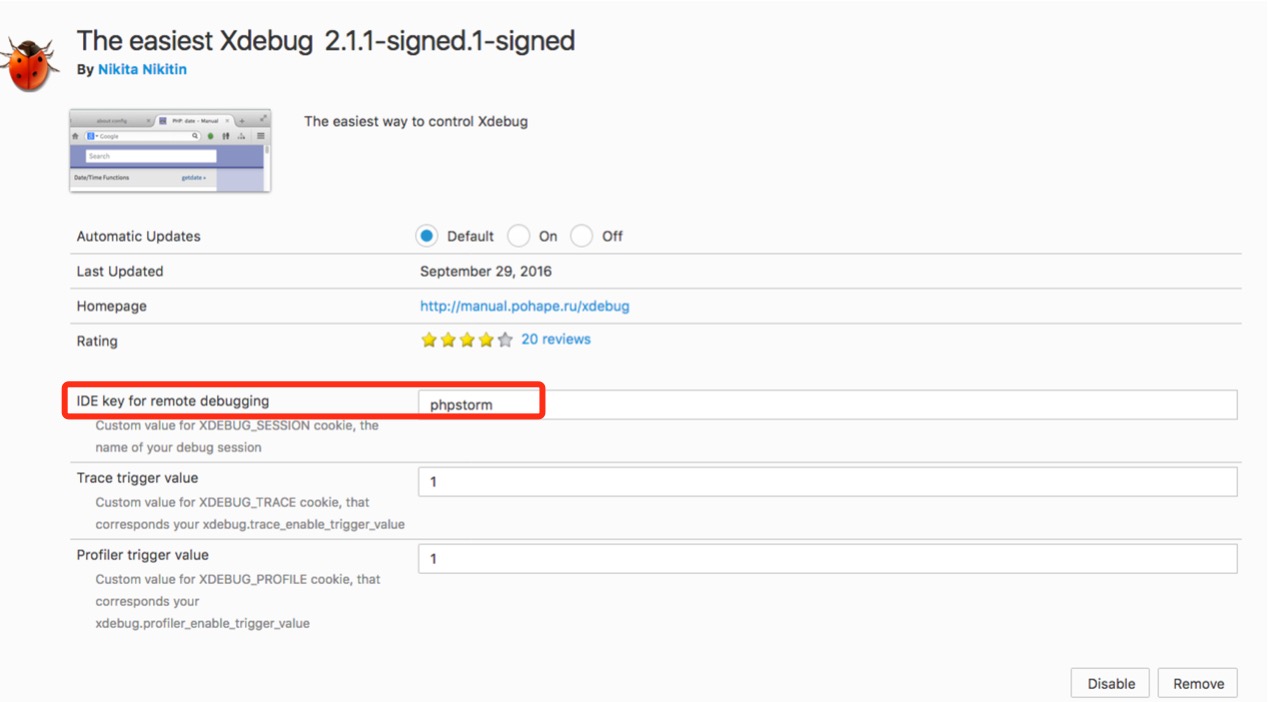 The easiest Xdebug 2.1.1-signed.1-signed
By Nikita Nikitin
about:config
PHP: date - Manual
Google
Search
Date/Time Functions
getdate »
The easiest way to control Xdebug
Automatic Updates Default On Off
Last Updated September 29, 2016
Homepage http://manual.pohape.ru/xdebug
Rating 20 reviews
IDE key for remote debugging phpstorm
Custom value for XDEBUG_SESSION cookie, the
name of your debug session
Trace trigger value 1
Custom value for XDEBUG_TRACE cookie, that
corresponds your xdebug.trace_enable_trigger_value
Profiler trigger value 1
Custom value for XDEBUG_PROFILE cookie, that
corresponds your
xdebug.profiler_enable_trigger_value
Disable Remove